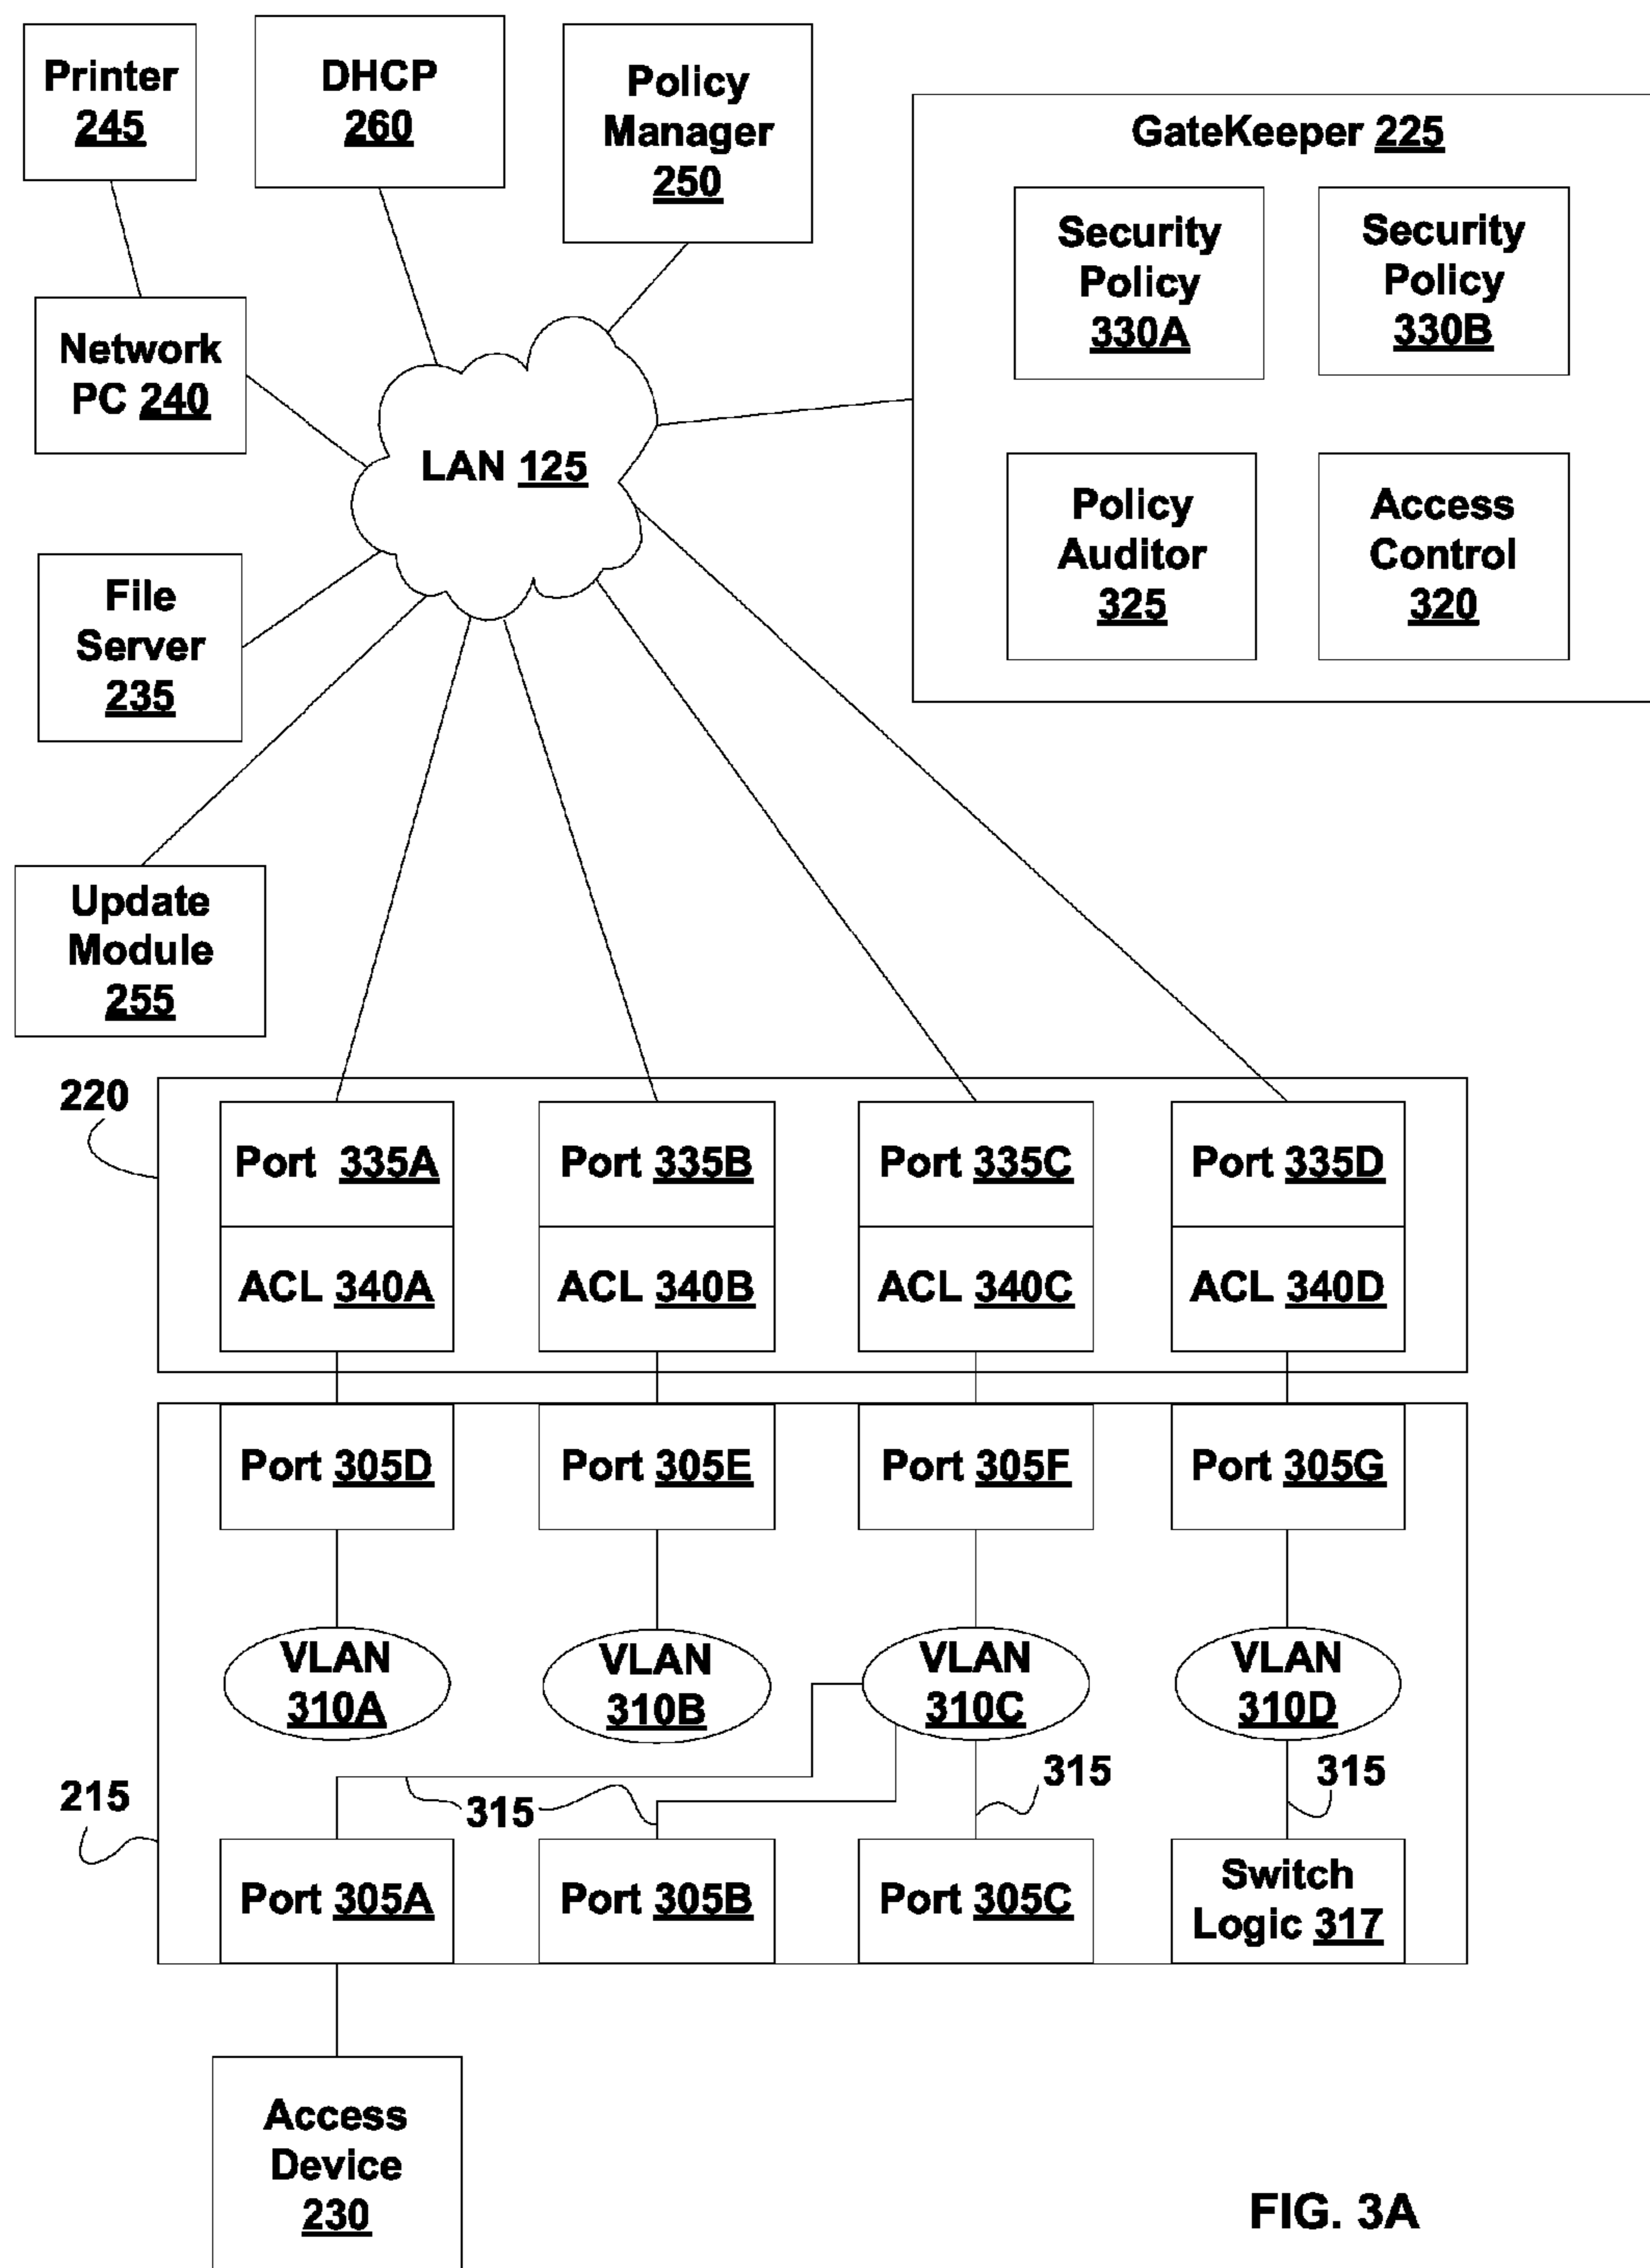 Printer
245
DHCP
260
Policy
Manager
250
GateKeeper 225
Security
Policy
330A
Security
Policy
330B
Network
PC 240
LAN 125
Policy
Auditor
325
Access
Control
320
File
Server
235
Update
Module
255
220
Port 335A
Port 335B
Port 335C
Port 335D
ACL 340A
ACL 340B
ACL 340C
ACL 340D
Port 305D
Port 305E
Port 305F
Port 305G
VLAN
310A
VLAN
310B
VLAN
310C
VLAN
310D
215
315
315
315
Port 305A
Port 305B
Port 305C
Switch
Logic 317
Access
Device
230
FIG. 3A